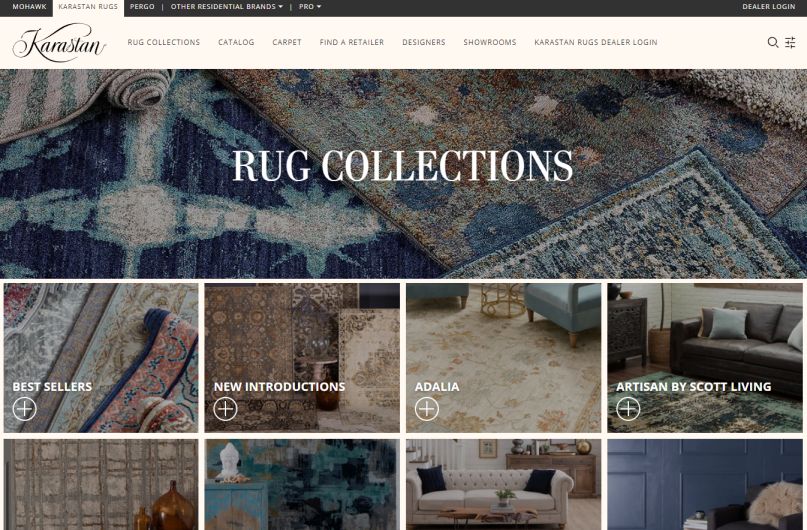 MOHAWK KARASTAN RUGS PERGO | OTHER RESIDENTIAL BRANDS | PRO DEALER LOGIN
Karastan RUG COLLECTIONS CATALOG CARPET FIND A RETAILER DESIGNERS SHOWROOMS KARASTAN RUGS DEALER LOGIN
RUG COLLECTIONS
BEST SELLERS NEW INTRODUCTIONS ADALIA ARTISAN BY SCOTT LIVING